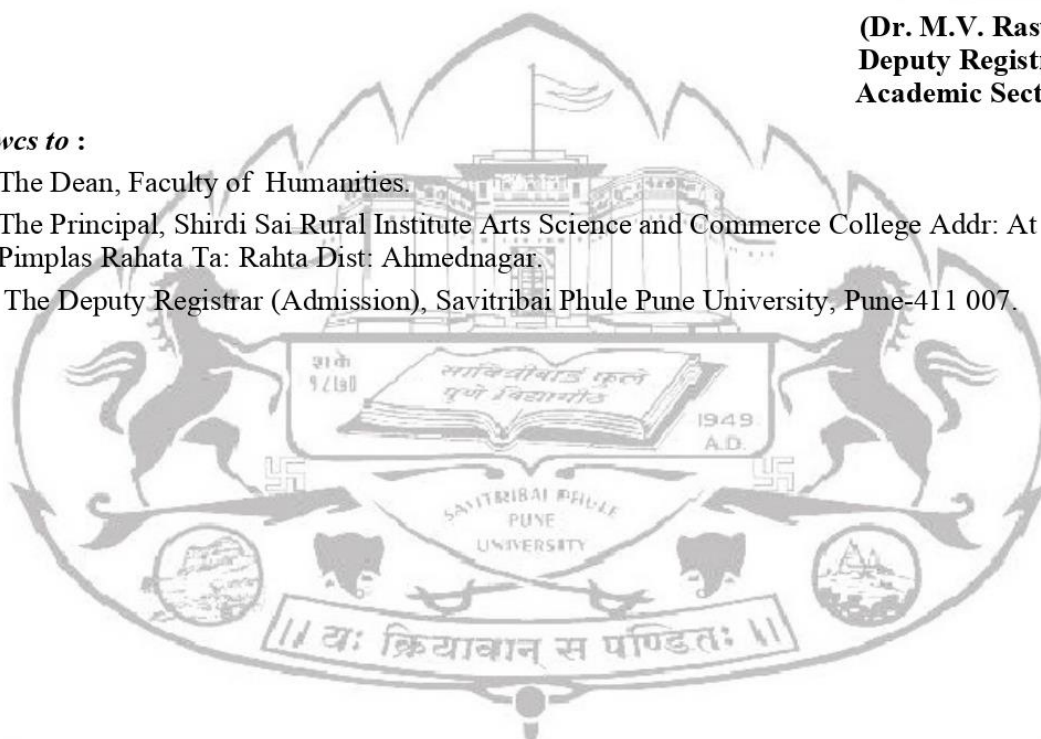 (Dr. M.V. Ras
Deputy Registr
Academic Sect
wcs to :
The Dean, Faculty of Humanities.
The Principal, Shirdi Sai Rural Institute Arts Science and Commerce College Addr: At
Pimplas Rahata Ta: Rahta Dist: Ahmednagar.
The Deputy Registrar (Admission), Savitribai Phule Pune University, Pune-411 007.
शके
सावित्रीबाई फुले
पुणे विद्यापीठ
1949
A.D.
SAVITRIBAI PHULE
PUNE
UNIVERSITY
।। यः क्रियावान् स पण्डितः ।।